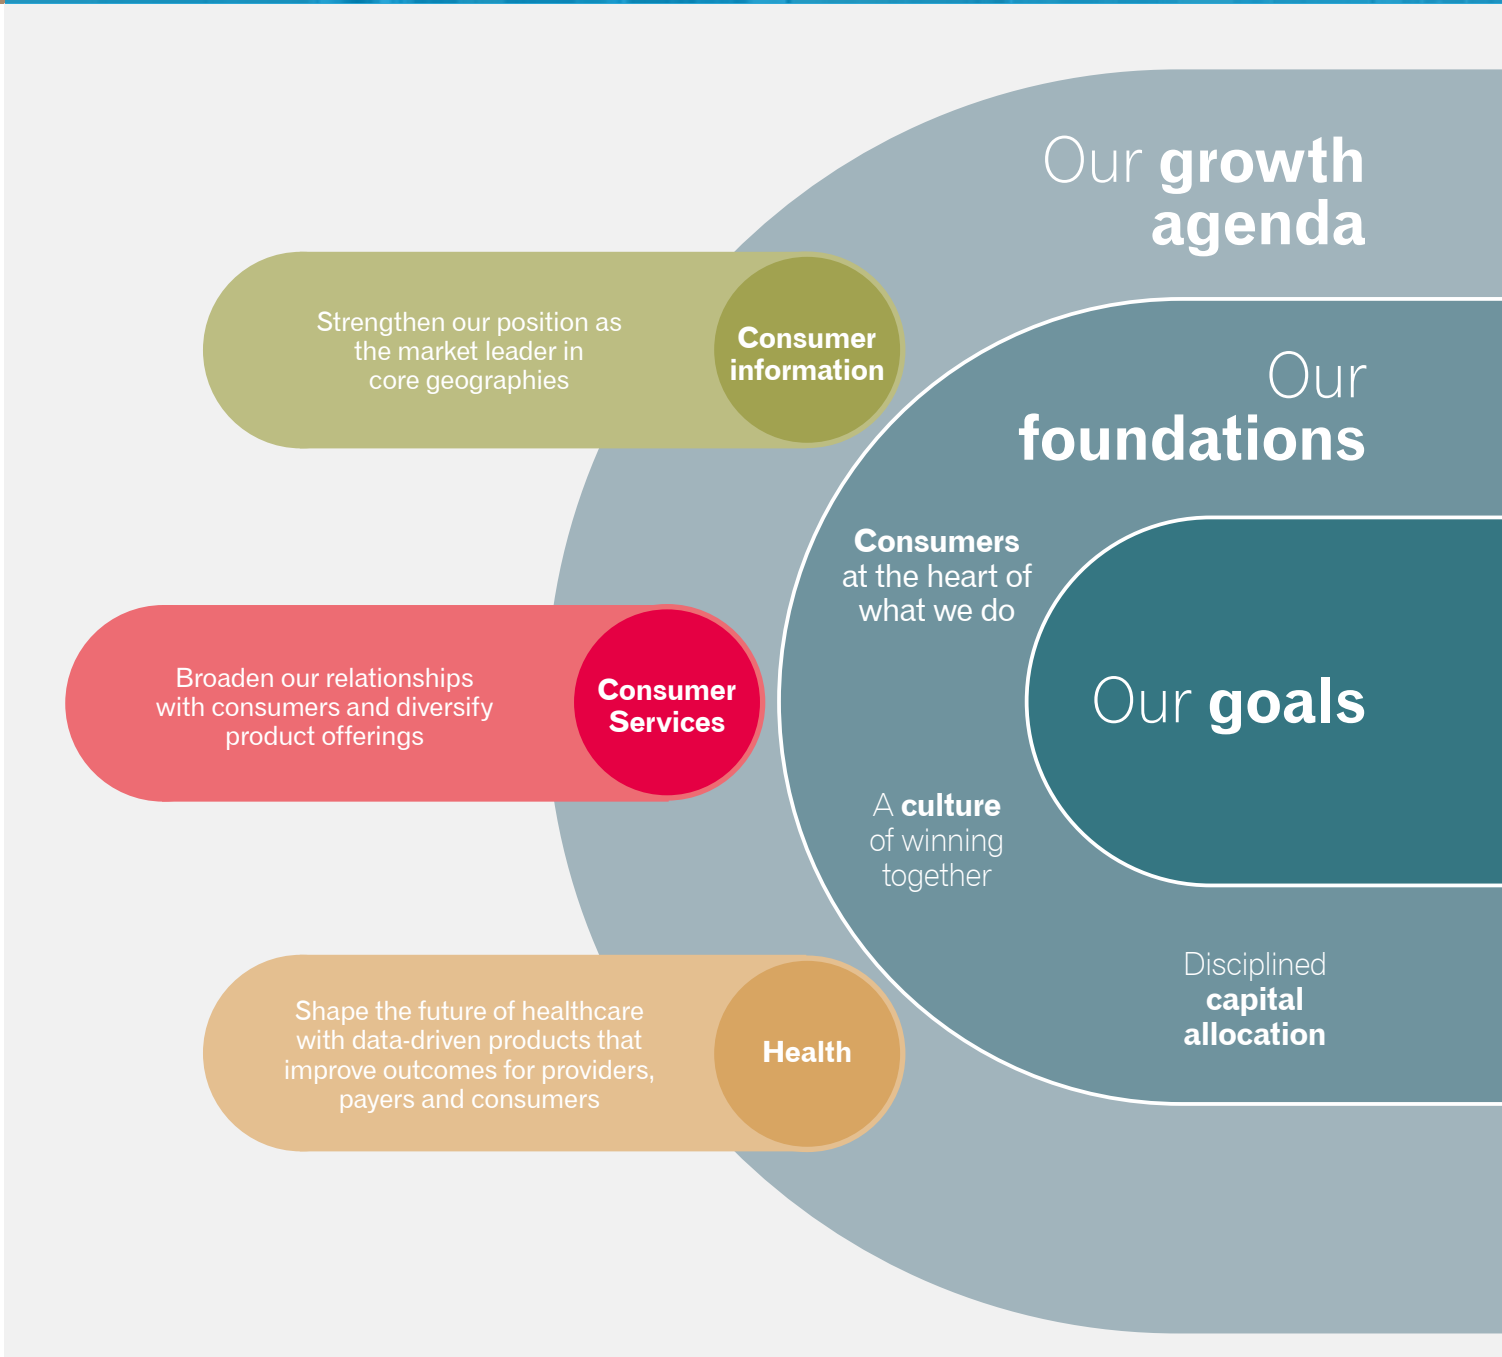 Our growth
agenda
Strengthen our position as
the market leader in
core geographies
Consumer
information
Our
foundations
Consumers
at the heart of
what we do
Broaden our relationships
with consumers and diversify
product offerings
Consumer
Services
Our goals
A culture
of winning
together
Disciplined
capital
allocation
Shape the future of healthcare
with data-driven products that
improve outcomes for providers,
payers and consumers
Health